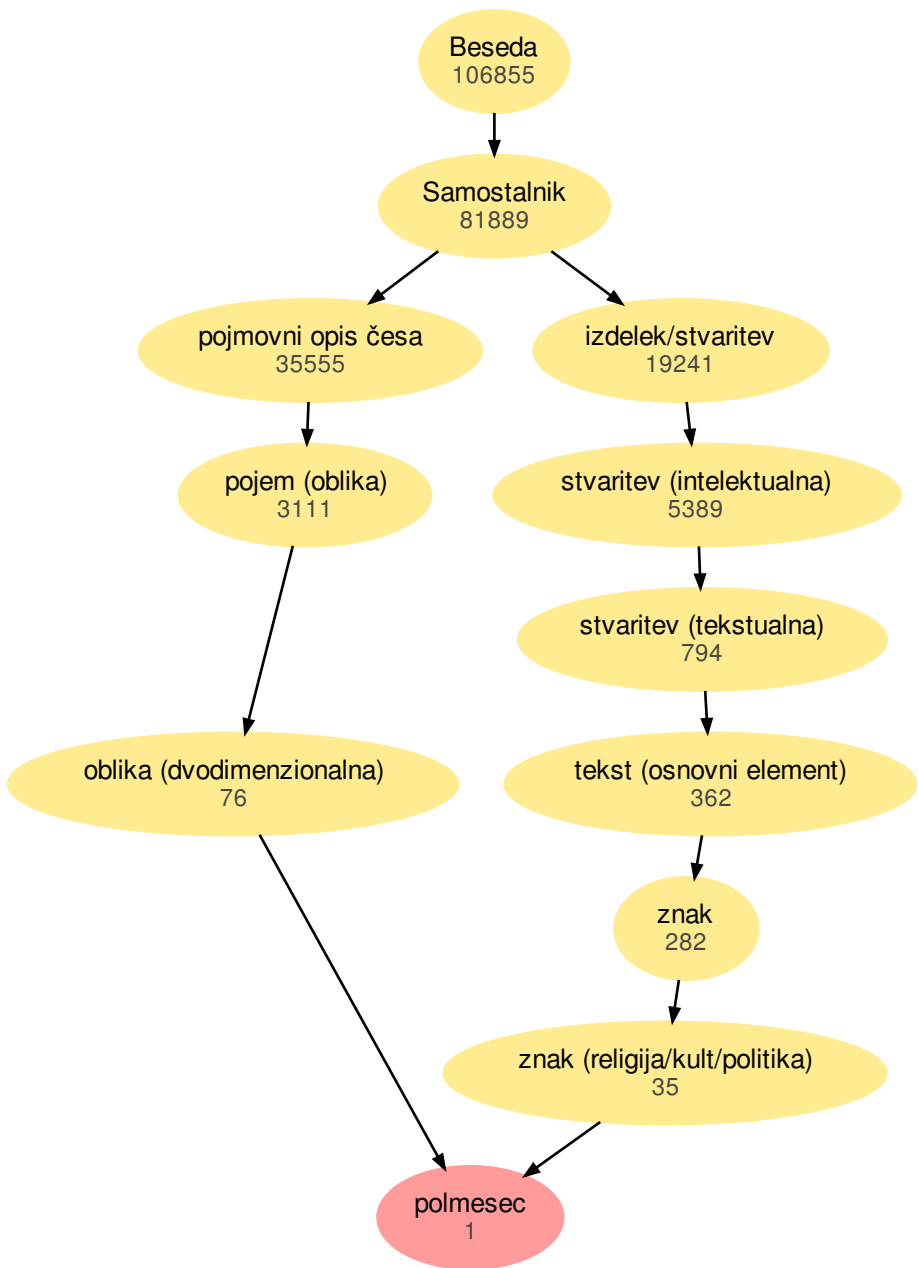 Beseda
106855
Samostalnik
81889
pojmovni opis česa
35555
izdelek/stvaritev
19241
pojem (oblika)
3111
stvaritev (intelektualna)
5389
stvaritev (tekstualna)
794
oblika (dvodimenzionalna)
76
tekst (osnovni element)
362
znak
282
znak (religija/kult/politika)
35
polmesec
1